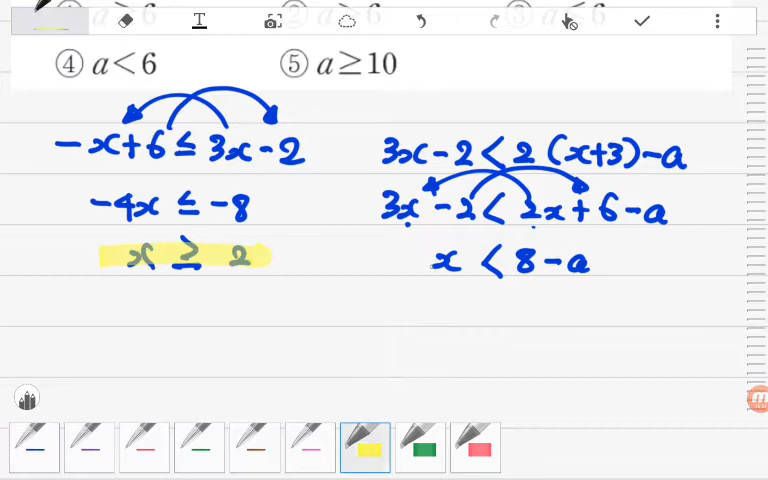 ④ a<6 ⑤ a≥10
-x+6≤3x-2
-4x≤-8
x≥2
3x-2<2(x+3)-a
3x-2<2x+6-a
x<8-a